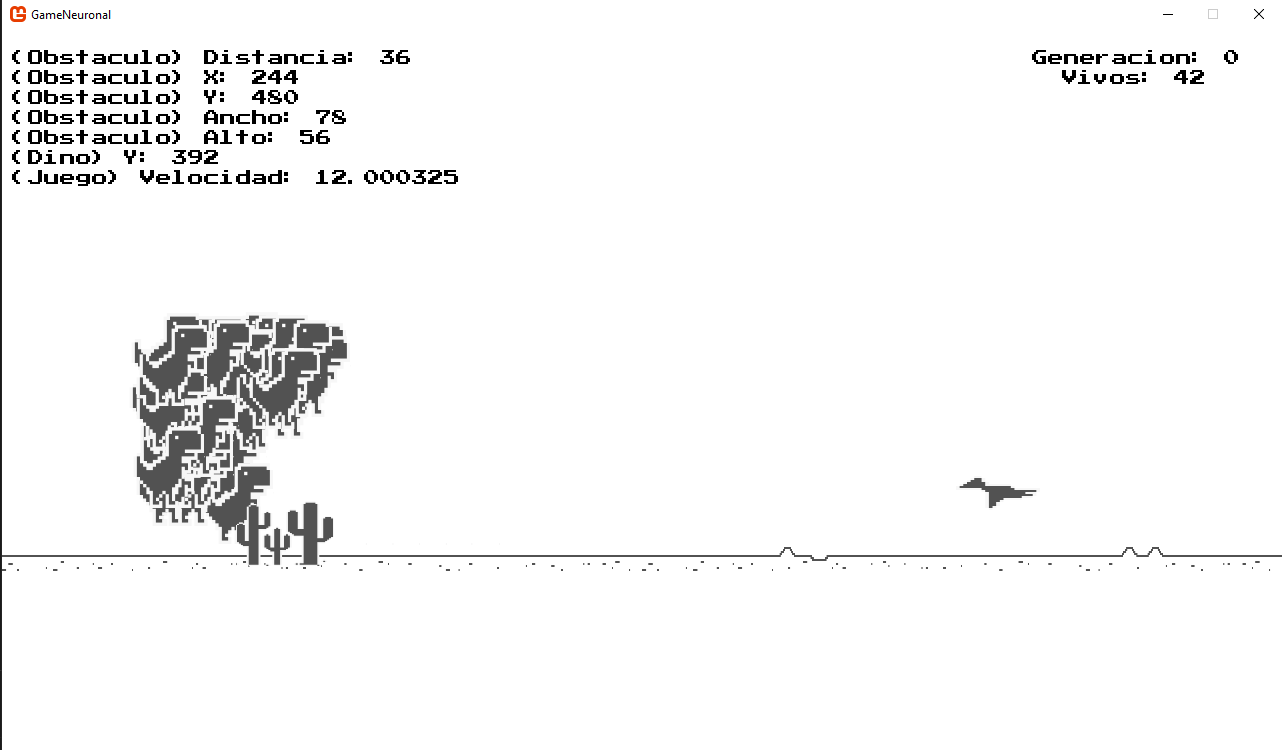 GameNeuronal
(Obstaculo) Distancia: 36
(Obstaculo) X: 244
(Obstaculo) Y: 480
(Obstaculo) Ancho: 78
(Obstaculo) Alto: 56
(Dino) Y: 392
(Juego) Velocidad: 12.000325
Generacion: 0
Vivos: 42